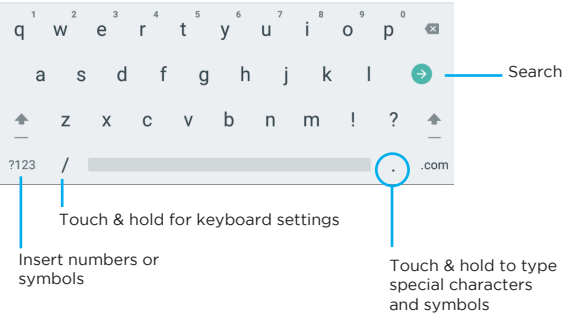 q 1 w 2 e 3 r 4 t 5 y 6 u 7 i 8 o 9 p 0
a s d f g h j k l
Search
z x c v b n m ! ?
?123 / . .com
Touch & hold for keyboard settings
Insert numbers or
symbols
Touch & hold to type
special characters
and symbols